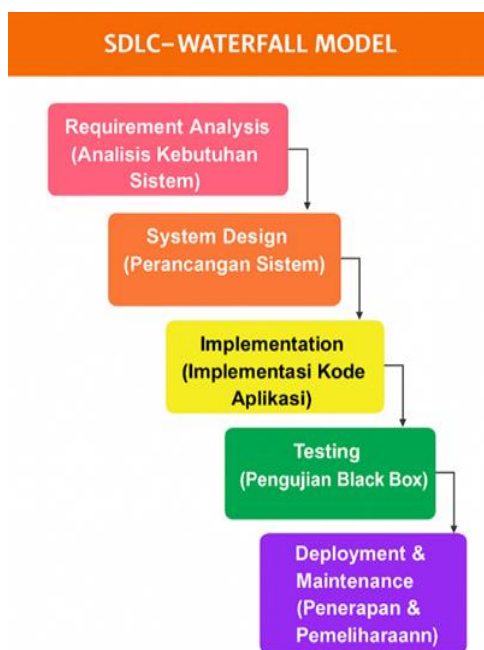 SDLC–WATERFALL MODEL
Requirement Analysis
(Analisis Kebutuhan
Sistem)
System Design
(Perancangan Sistem)
Implementation
(Implementasi Kode
Aplikasi)
Testing
(Pengujian Black Box)
Deployment &
Maintenance
(Penerapan &
Pemeliharaann)